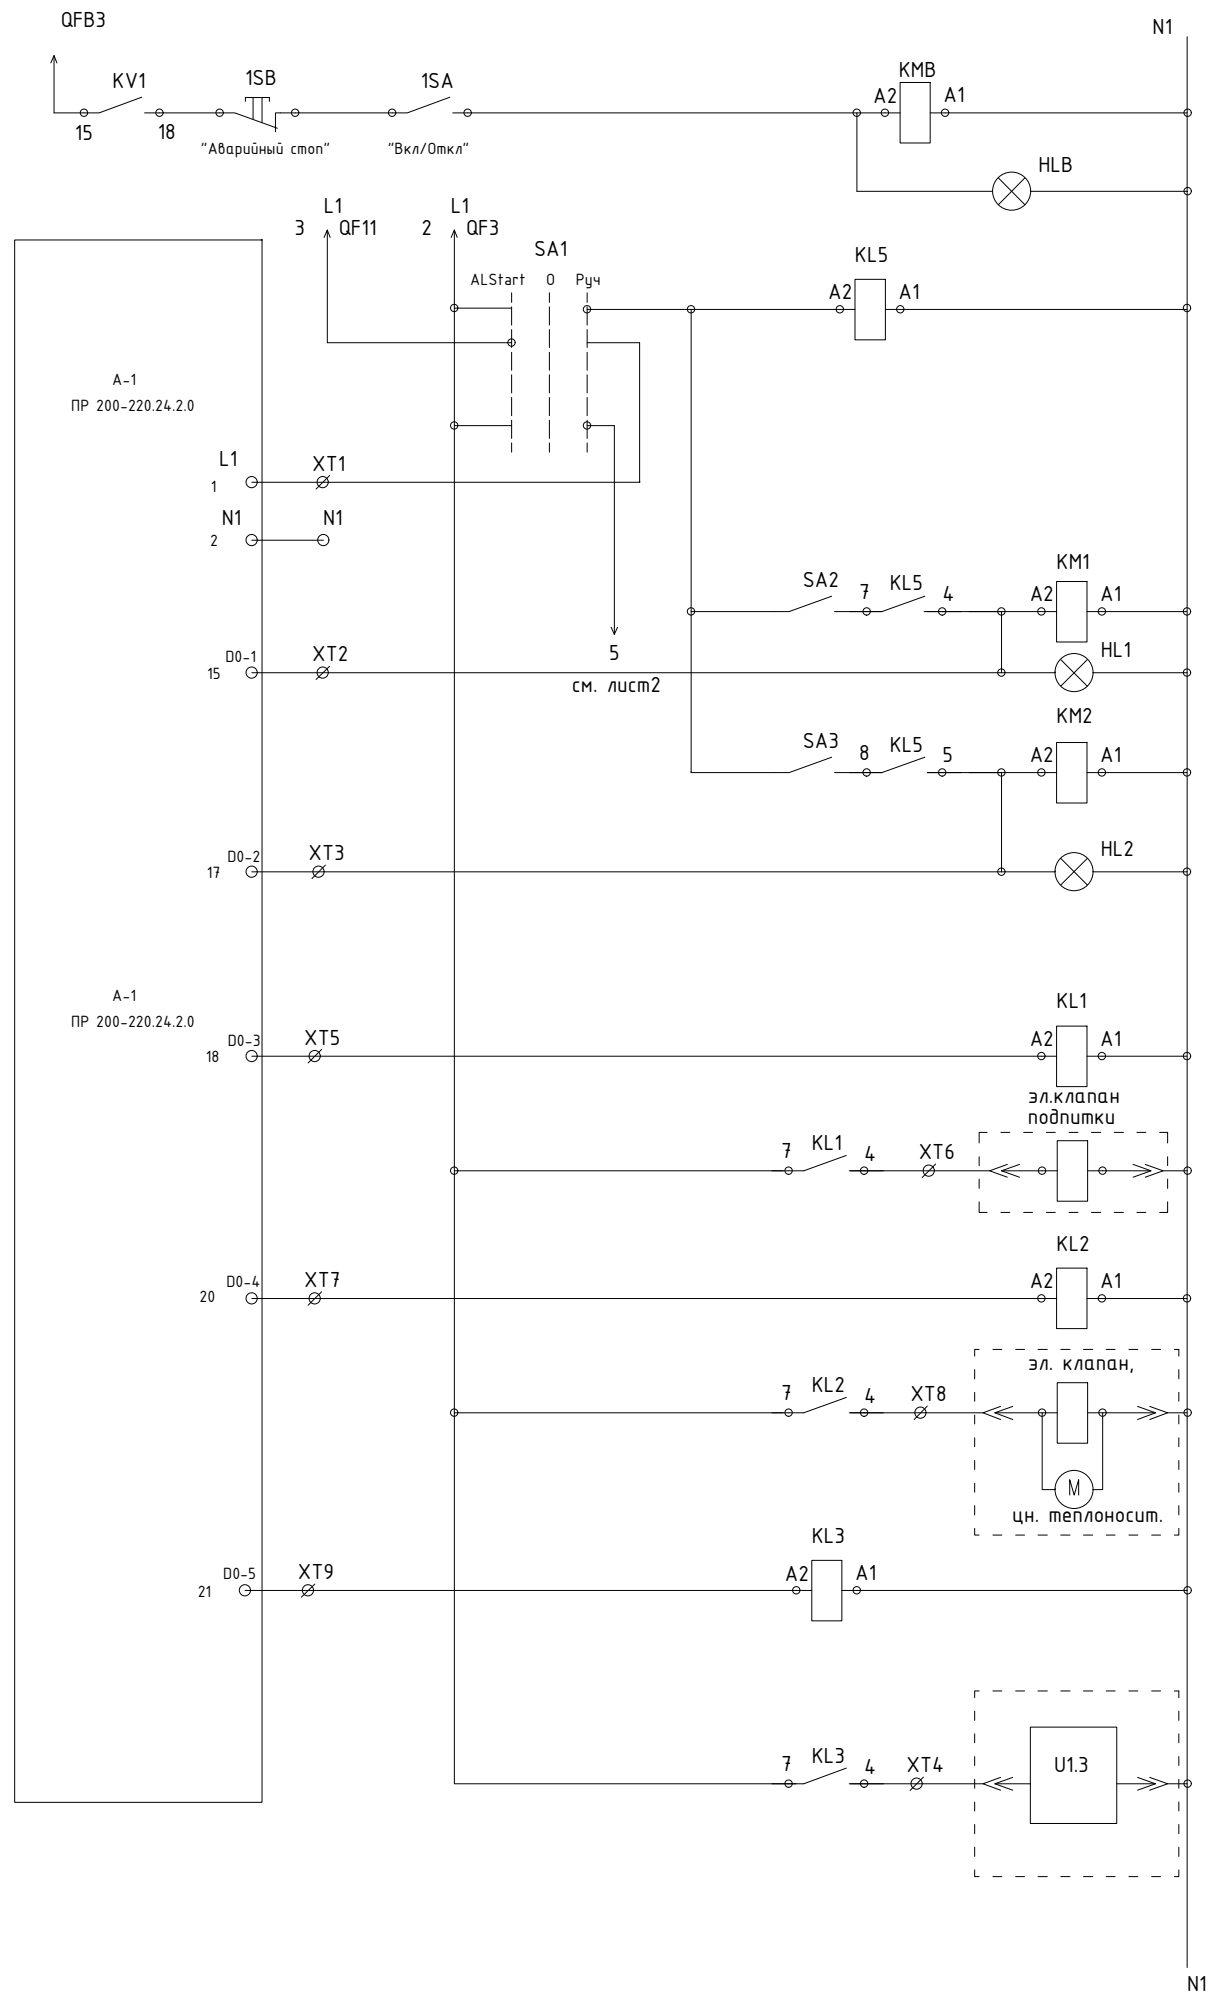 QFB3
N1
KV1
1SB
1SA
KMB
A2
A1
15
18
"Аварийный стоп"
"Вкл/Откл"
HLB
L1
3 QF11
L1
2 QF3
SA1
ALStart 0 Руч
KL5
A2
A1
A-1
ПР 200-220.24.2.0
L1
1
XT1
N1
2
N1
SA2
7
KL5
4
KM1
A2
A1
5
см. лист2
D0-1
15
XT2
HL1
KM2
SA3
8
KL5
5
A2
A1
D0-2
17
XT3
HL2
A-1
ПР 200-220.24.2.0
KL1
D0-3
18
XT5
A2
A1
эл.клапан
подпитки
7
KL1
4
XT6
KL2
D0-4
20
XT7
A2
A1
эл. клапан,
7
KL2
4
XT8
M
цн. теплоносит.
KL3
D0-5
21
XT9
A2
A1
7
KL3
4
XT4
U1.3
N1